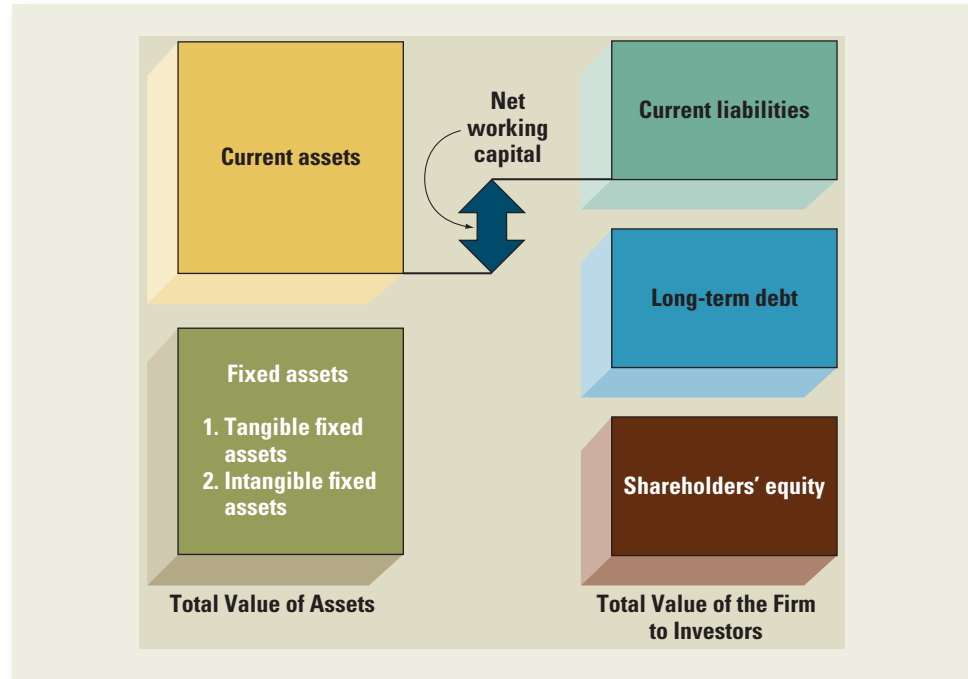 Current assets
Net
working
capital
Current liabilities
Long-term debt
Fixed assets
1. Tangible fixed
assets
2. Intangible fixed
assets
Shareholders’ equity
Total Value of Assets
Total Value of the Firm
to Investors